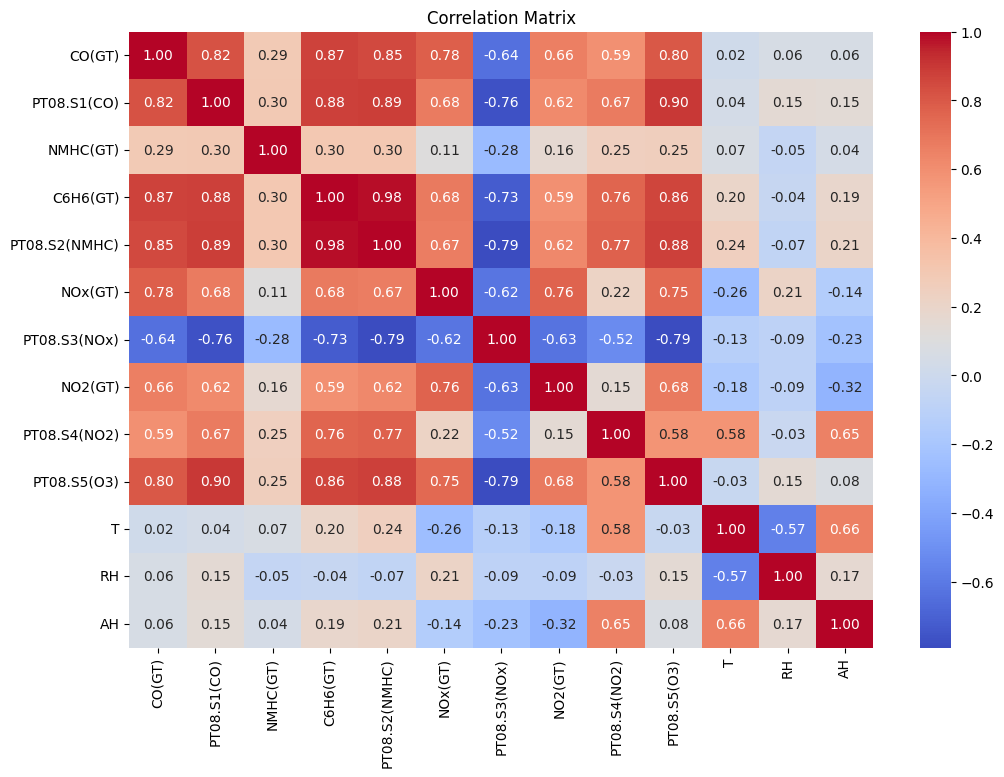 Correlation Matrix
CO(GT) 1.00 0.82 0.29 0.87 0.85 0.78 -0.64 0.66 0.59 0.80 0.02 0.06 0.06
PT08.S1(CO) 0.82 1.00 0.30 0.88 0.89 0.68 -0.76 0.62 0.67 0.90 0.04 0.15 0.15
NMHC(GT) 0.29 0.30 1.00 0.30 0.30 0.11 -0.28 0.16 0.25 0.25 0.07 -0.05 0.04
C6H6(GT) 0.87 0.88 0.30 1.00 0.98 0.68 -0.73 0.59 0.76 0.86 0.20 -0.04 0.19
PT08.S2(NMHC) 0.85 0.89 0.30 0.98 1.00 0.67 -0.79 0.62 0.77 0.88 0.24 -0.07 0.21
NOx(GT) 0.78 0.68 0.11 0.68 0.67 1.00 -0.62 0.76 0.22 0.75 -0.26 0.21 -0.14
PT08.S3(NOx) -0.64 -0.76 -0.28 -0.73 -0.79 -0.62 1.00 -0.63 -0.52 -0.79 -0.13 -0.09 -0.23
NO2(GT) 0.66 0.62 0.16 0.59 0.62 0.76 -0.63 1.00 0.15 0.68 -0.18 -0.09 -0.32
PT08.S4(NO2) 0.59 0.67 0.25 0.76 0.77 0.22 -0.52 0.15 1.00 0.58 0.58 -0.03 0.65
PT08.S5(O3) 0.80 0.90 0.25 0.86 0.88 0.75 -0.79 0.68 0.58 1.00 -0.03 0.15 0.08
T 0.02 0.04 0.07 0.20 0.24 -0.26 -0.13 -0.18 0.58 -0.03 1.00 -0.57 0.66
RH 0.06 0.15 -0.05 -0.04 -0.07 0.21 -0.09 -0.09 -0.03 0.15 -0.57 1.00 0.17
AH 0.06 0.15 0.04 0.19 0.21 -0.14 -0.23 -0.32 0.65 0.08 0.66 0.17 1.00
CO(GT) PT08.S1(CO) NMHC(GT) C6H6(GT) PT08.S2(NMHC) NOx(GT) PT08.S3(NOx) NO2(GT) PT08.S4(NO2) PT08.S5(O3) T RH AH
1.0
0.8
0.6
0.4
0.2
0.0
−0.2
−0.4
−0.6